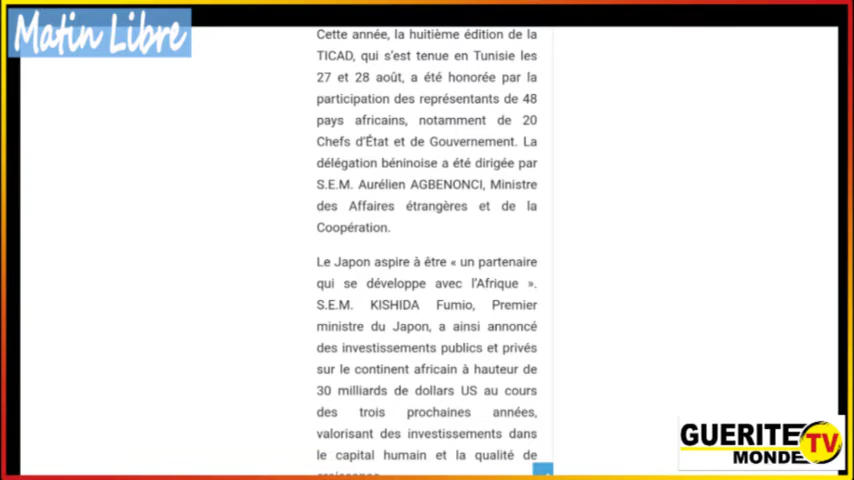 Matin Libre
Cette année, la huitième édition de la
TICAD, qui s'est tenue en Tunisie les
27 et 28 août, a été honorée par la
participation des représentants de 48
pays africains, notamment de 20
Chefs d'État et de Gouvernement. La
délégation béninoise a été dirigée par
S.E.M. Aurélien AGBENONCI, Ministre
des Affaires étrangères et de la
Coopération.
Le Japon aspire à être « un partenaire
qui se développe avec l'Afrique ».
S.E.M. KISHIDA Fumio, Premier
ministre du Japon, a ainsi annoncé
des investissements publics et privés
sur le continent africain à hauteur de
30 milliards de dollars US au cours
des trois prochaines années,
valorisant des investissements dans
le capital humain et la qualité de
GUERITE TV
MONDE